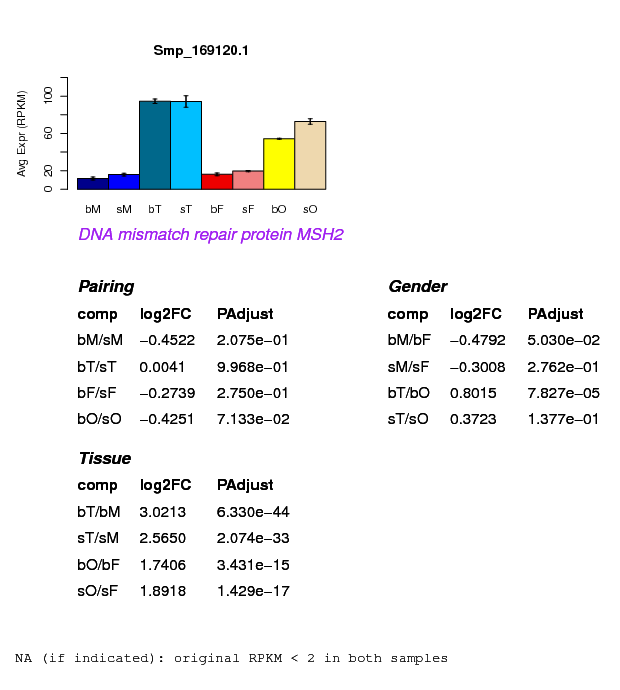 Smp_169120.1
Avg Expr (RPKM)
100
60
20
0
bM sM bT sT bF sF bO sO
DNA mismatch repair protein MSH2
Pairing
comp log2FC PAdjust
bM/sM −0.4522 2.075e−01
bT/sT 0.0041 9.968e−01
bF/sF −0.2739 2.750e−01
bO/sO −0.4251 7.133e−02
Gender
comp log2FC PAdjust
bM/bF −0.4792 5.030e−02
sM/sF −0.3008 2.762e−01
bT/bO 0.8015 7.827e−05
sT/sO 0.3723 1.377e−01
Tissue
comp log2FC PAdjust
bT/bM 3.0213 6.330e−44
sT/sM 2.5650 2.074e−33
bO/bF 1.7406 3.431e−15
sO/sF 1.8918 1.429e−17
NA (if indicated): original RPKM < 2 in both samples